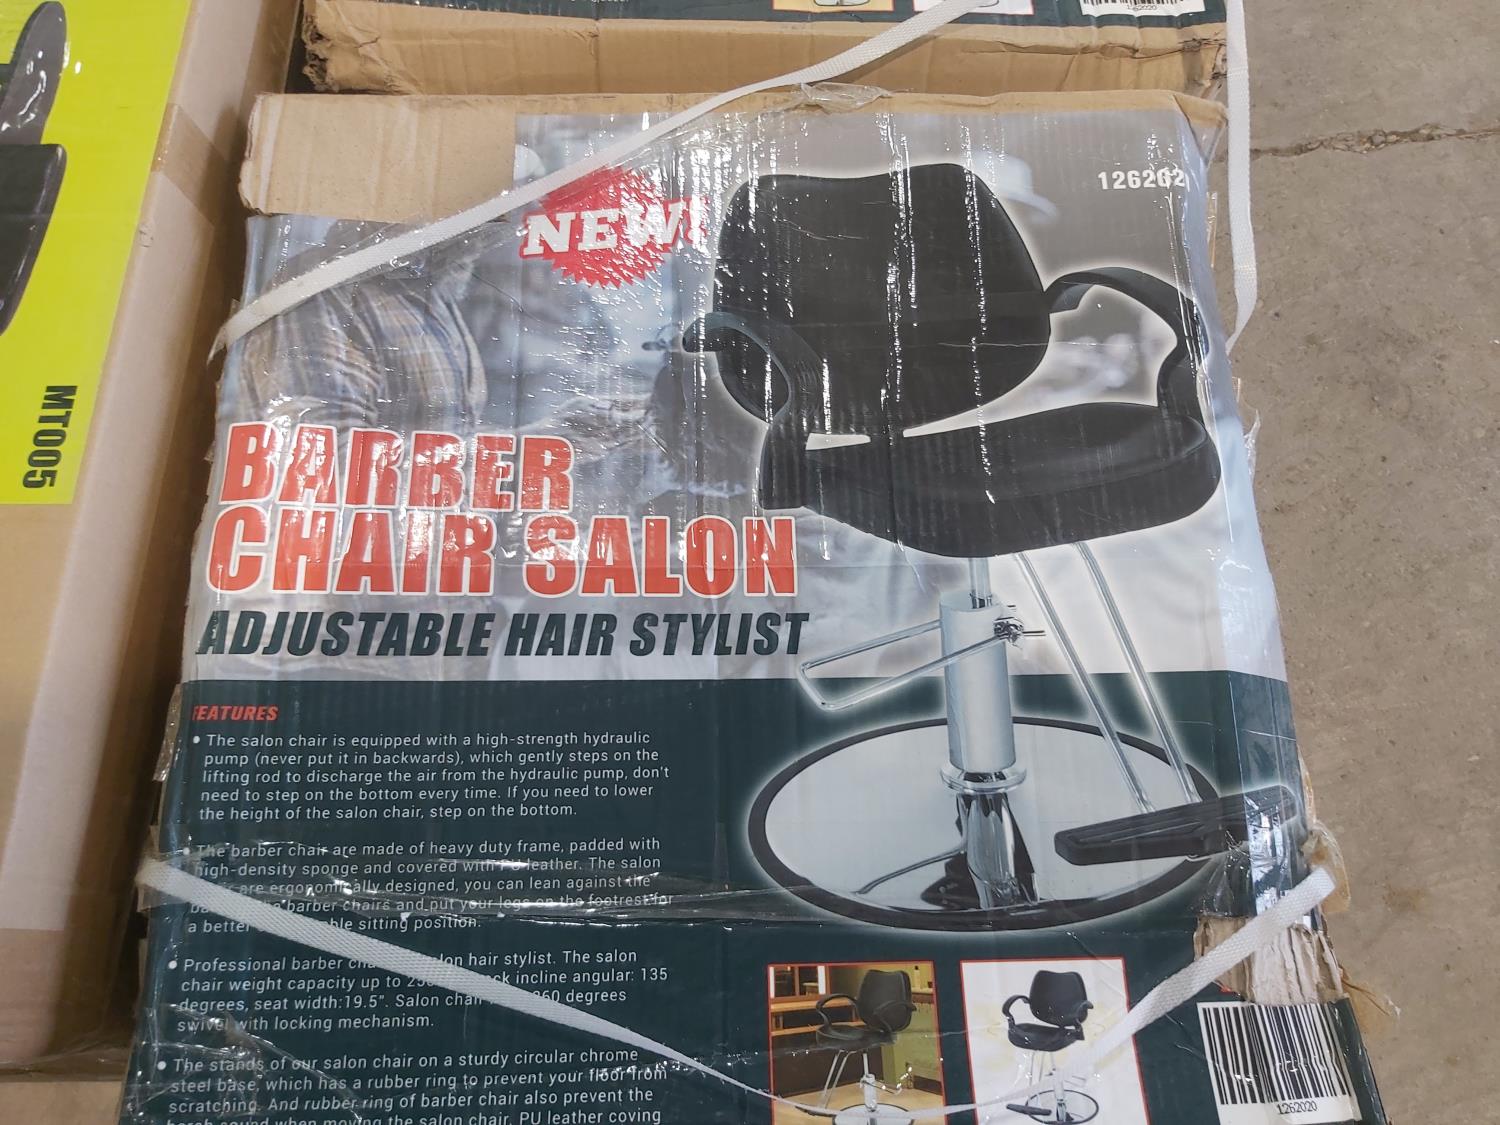 1262020
126202
NEW!
MT005
BARBER
CHAIR SALON
ADJUSTABLE HAIR STYLIST
FEATURES
• The salon chair is equipped with a high-strength hydraulic
pump (never put it in backwards), which gently steps on the
lifting rod to discharge the air from the hydraulic pump, don't
need to step on the bottom every time. If you need to lower
the height of the salon chair, step on the bottom.
• The barber chair are made of heavy duty frame, padded with
high-density sponge and covered with PU leather. The salon
are ergonomically designed, you can lean against the
barber chairs and put your legs on the footrest for
a better sitting position.
• Professional barber hair stylist. The salon
chair weight capacity up to incline angular: 135
degrees, seat width:19.5". Salon chair 360 degrees
swivel with locking mechanism.
• The stands of our salon chair on a sturdy circular chrome
steel base, which has a rubber ring to prevent your floor from
scratching. And rubber ring of barber chair also prevent the
harsh sound when moving the salon chair. PU leather coving
1262020